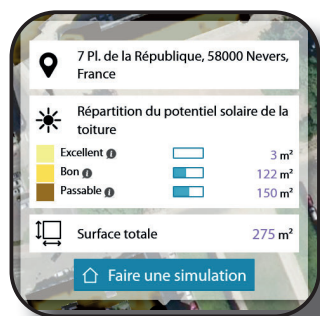 7 Pl. de la République, 58000 Nevers,
France
Répartition du potentiel solaire de la
toiture
Excellent 3 m²
Bon 122 m²
Passable 150 m²
Surface totale 275 m²
Faire une simulation